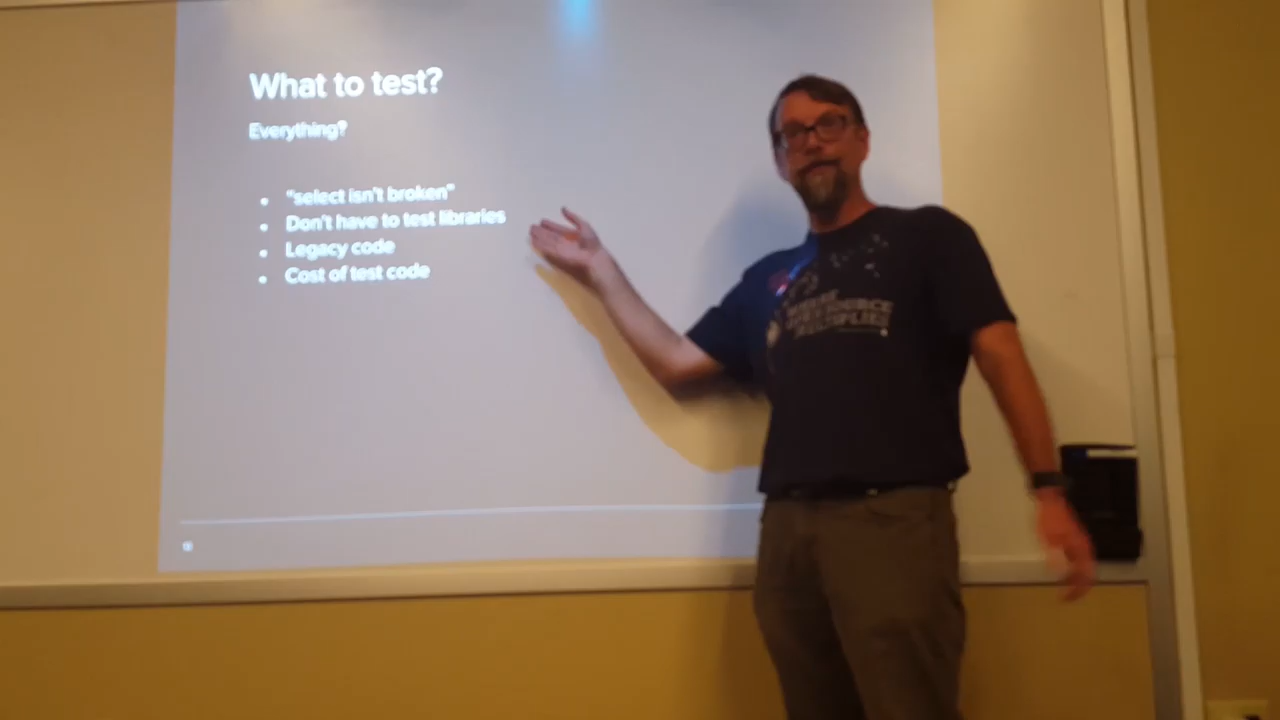 What to test?
Everything?
• "select isn't broken"
• Don't have to test libraries
• Legacy code
• Cost of test code